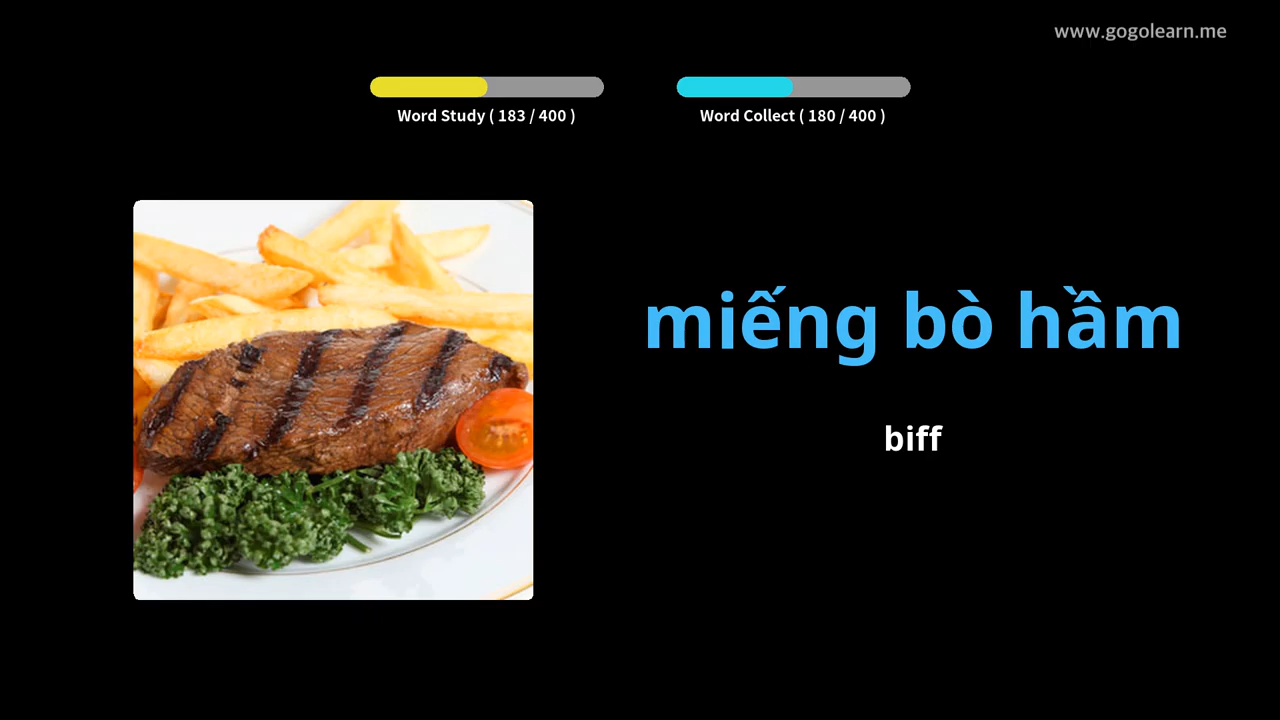 www.gogolearn.me
Word Study ( 183 / 400 )
Word Collect ( 180 / 400 )
miếng bò hầm
biff